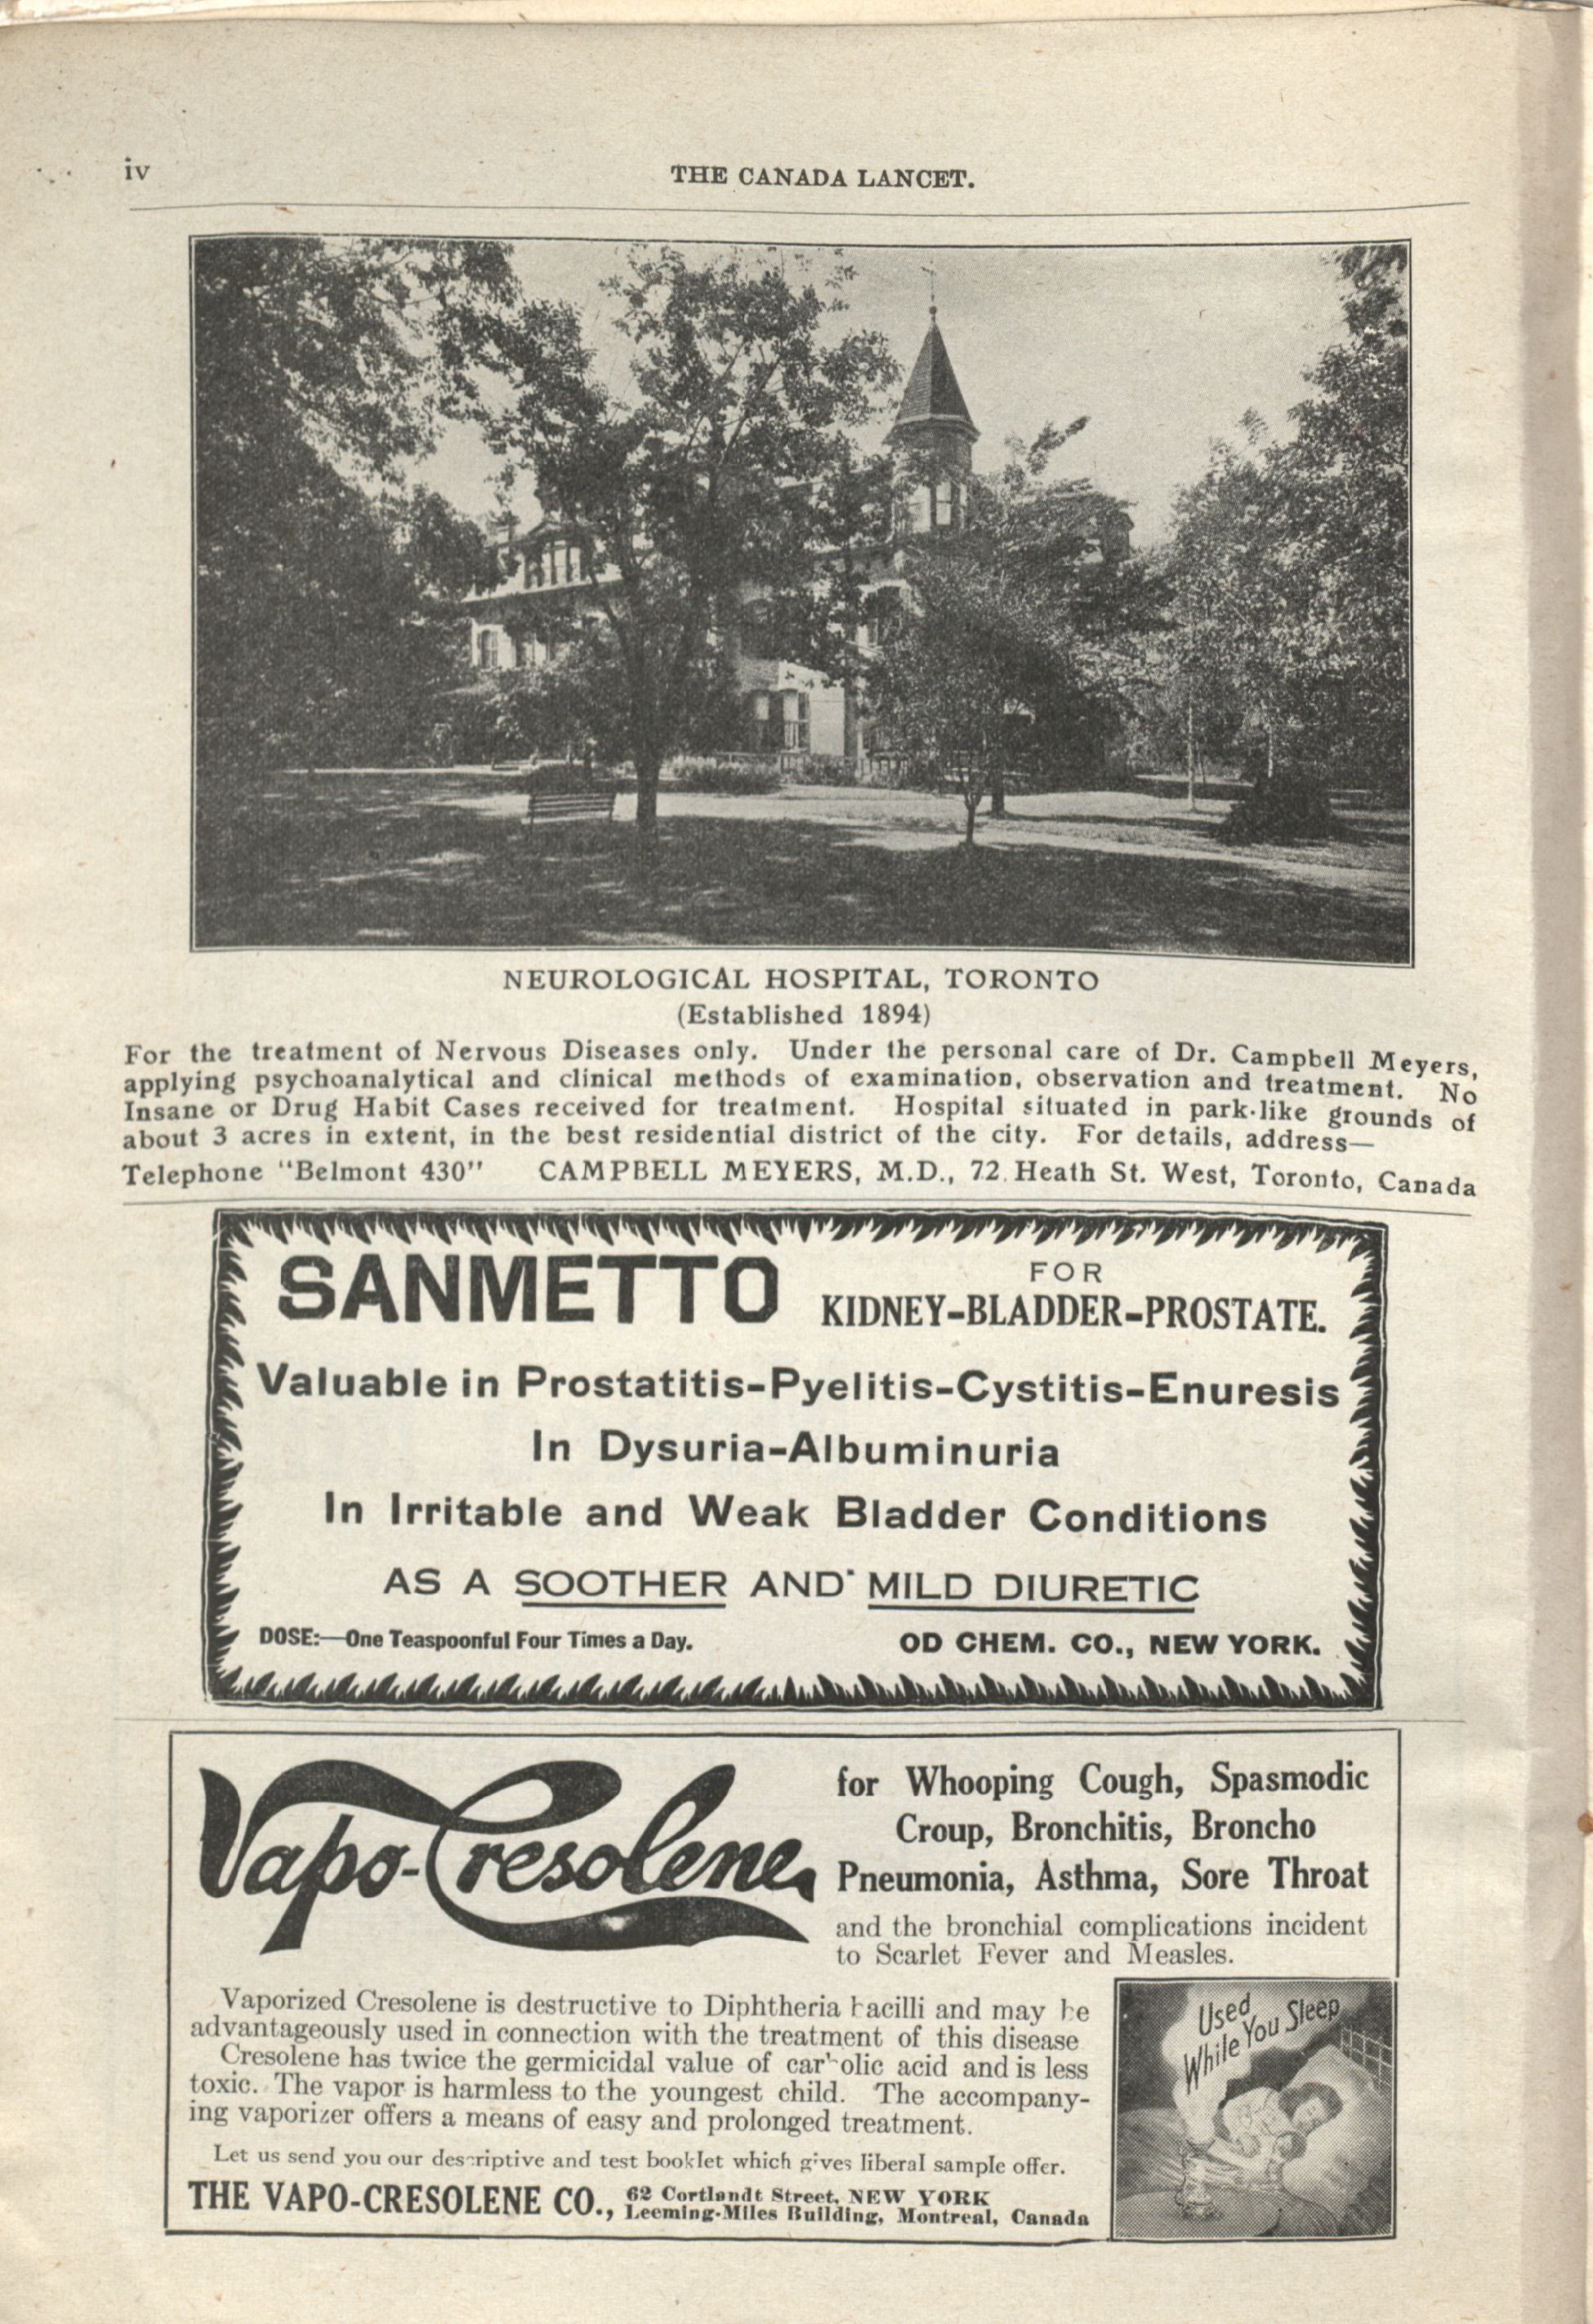 iv
THE CANADA LANCET.
NEUROLOGICAL HOSPITAL, TORONTO
(Established 1894)
For the treatment of Nervous Diseases only. Under the personal care of Dr. Campbell Meyers,
applying psychoanalytical and clinical methods of examination, observation and treatment. No
Insane or Drug Habit Cases received for treatment. Hospital situated in park-like grounds of
about 3 acres in extent, in the best residential district of the city. For details, address—
Telephone "Belmont 430" CAMPBELL MEYERS, M.D., 72 Heath St. West, Toronto, Canada
SANMETTO FOR
KIDNEY-BLADDER-PROSTATE.
Valuable in Prostatitis-Pyelitis-Cystitis-Enuresis
In Dysuria-Albuminuria
In Irritable and Weak Bladder Conditions
AS A SOOTHER AND MILD DIURETIC
DOSE:—One Teaspoonful Four Times a Day. OD CHEM. CO., NEW YORK.
Vapo-Cresolene
for Whooping Cough, Spasmodic
Croup, Bronchitis, Broncho
Pneumonia, Asthma, Sore Throat
and the bronchial complications incident
to Scarlet Fever and Measles.
Vaporized Cresolene is destructive to Diphtheria bacilli and may be
advantageously used in connection with the treatment of this disease
Cresolene has twice the germicidal value of carbolic acid and is less
toxic. The vapor is harmless to the youngest child. The accompany-
ing vaporizer offers a means of easy and prolonged treatment.
Let us send you our descriptive and test booklet which gives liberal sample offer.
THE VAPO-CRESOLENE CO., 62 Cortlandt Street, NEW YORK
Leeming-Miles Building, Montreal, Canada
Used
While You Sleep